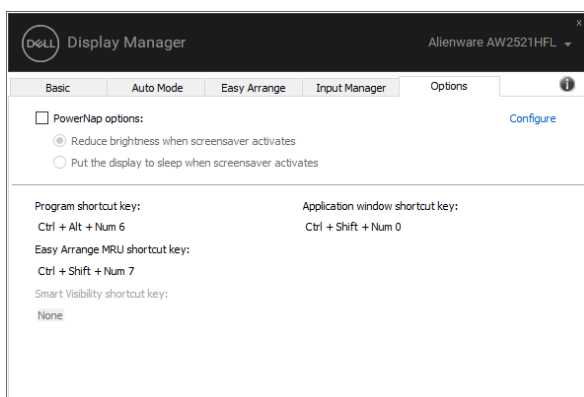 DELL Display Manager
Alienware AW2521HFL
x
Basic Auto Mode Easy Arrange Input Manager Options i
PowerNap options: Configure
Reduce brightness when screensaver activates
Put the display to sleep when screensaver activates
Program shortcut key: Application window shortcut key:
Ctrl + Alt + Num 6 Ctrl + Shift + Num 0
Easy Arrange MRU shortcut key:
Ctrl + Shift + Num 7
Smart Visibility shortcut key:
None